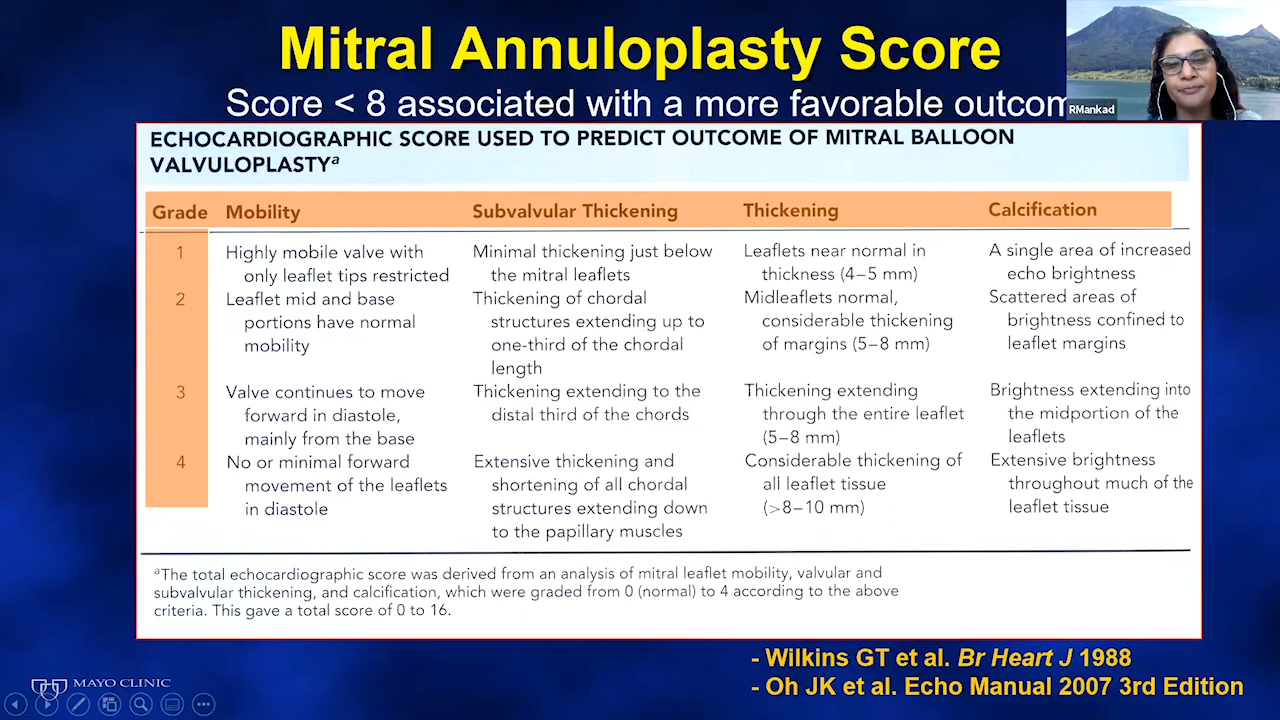 Mitral Annuloplasty Score
Score < 8 associated with a more favorable outcom
RMankad
ECHOCARDIOGRAPHIC SCORE USED TO PREDICT OUTCOME OF MITRAL BALLOON
VALVULOPLASTYa
Grade Mobility Subvalvular Thickening Thickening Calcification
1 Highly mobile valve with Minimal thickening just below Leaflets near normal in A single area of increased
only leaflet tips restricted the mitral leaflets thickness (4–5 mm) echo brightness
2 Leaflet mid and base Thickening of chordal Midleaflets normal, Scattered areas of
portions have normal structures extending up to considerable thickening brightness confined to
mobility one-third of the chordal of margins (5–8 mm) leaflet margins
length
3 Valve continues to move Thickening extending to the Thickening extending Brightness extending into
forward in diastole, distal third of the chords through the entire leaflet the midportion of the
mainly from the base (5–8 mm) leaflets
4 No or minimal forward Extensive thickening and Considerable thickening of Extensive brightness
movement of the leaflets shortening of all chordal all leaflet tissue throughout much of the
in diastole structures extending down (>8–10 mm) leaflet tissue
to the papillary muscles
aThe total echocardiographic score was derived from an analysis of mitral leaflet mobility, valvular and
subvalvular thickening, and calcification, which were graded from 0 (normal) to 4 according to the above
criteria. This gave a total score of 0 to 16.
- Wilkins GT et al. Br Heart J 1988
- Oh JK et al. Echo Manual 2007 3rd Edition
MAYO CLINIC